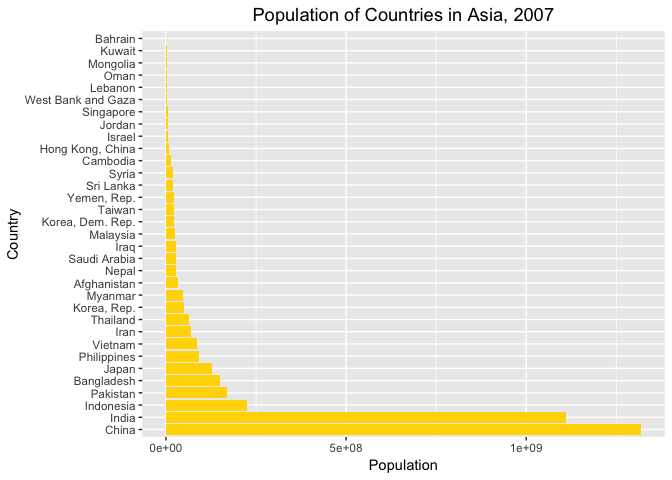 Population of Countries in Asia, 2007
Country
Bahrain
Kuwait
Mongolia
Oman
Lebanon
West Bank and Gaza
Singapore
Jordan
Israel
Hong Kong, China
Cambodia
Syria
Sri Lanka
Yemen, Rep.
Taiwan
Korea, Dem. Rep.
Malaysia
Iraq
Saudi Arabia
Nepal
Afghanistan
Myanmar
Korea, Rep.
Thailand
Iran
Vietnam
Philippines
Japan
Bangladesh
Pakistan
Indonesia
India
China
0e+00 5e+08 1e+09
Population